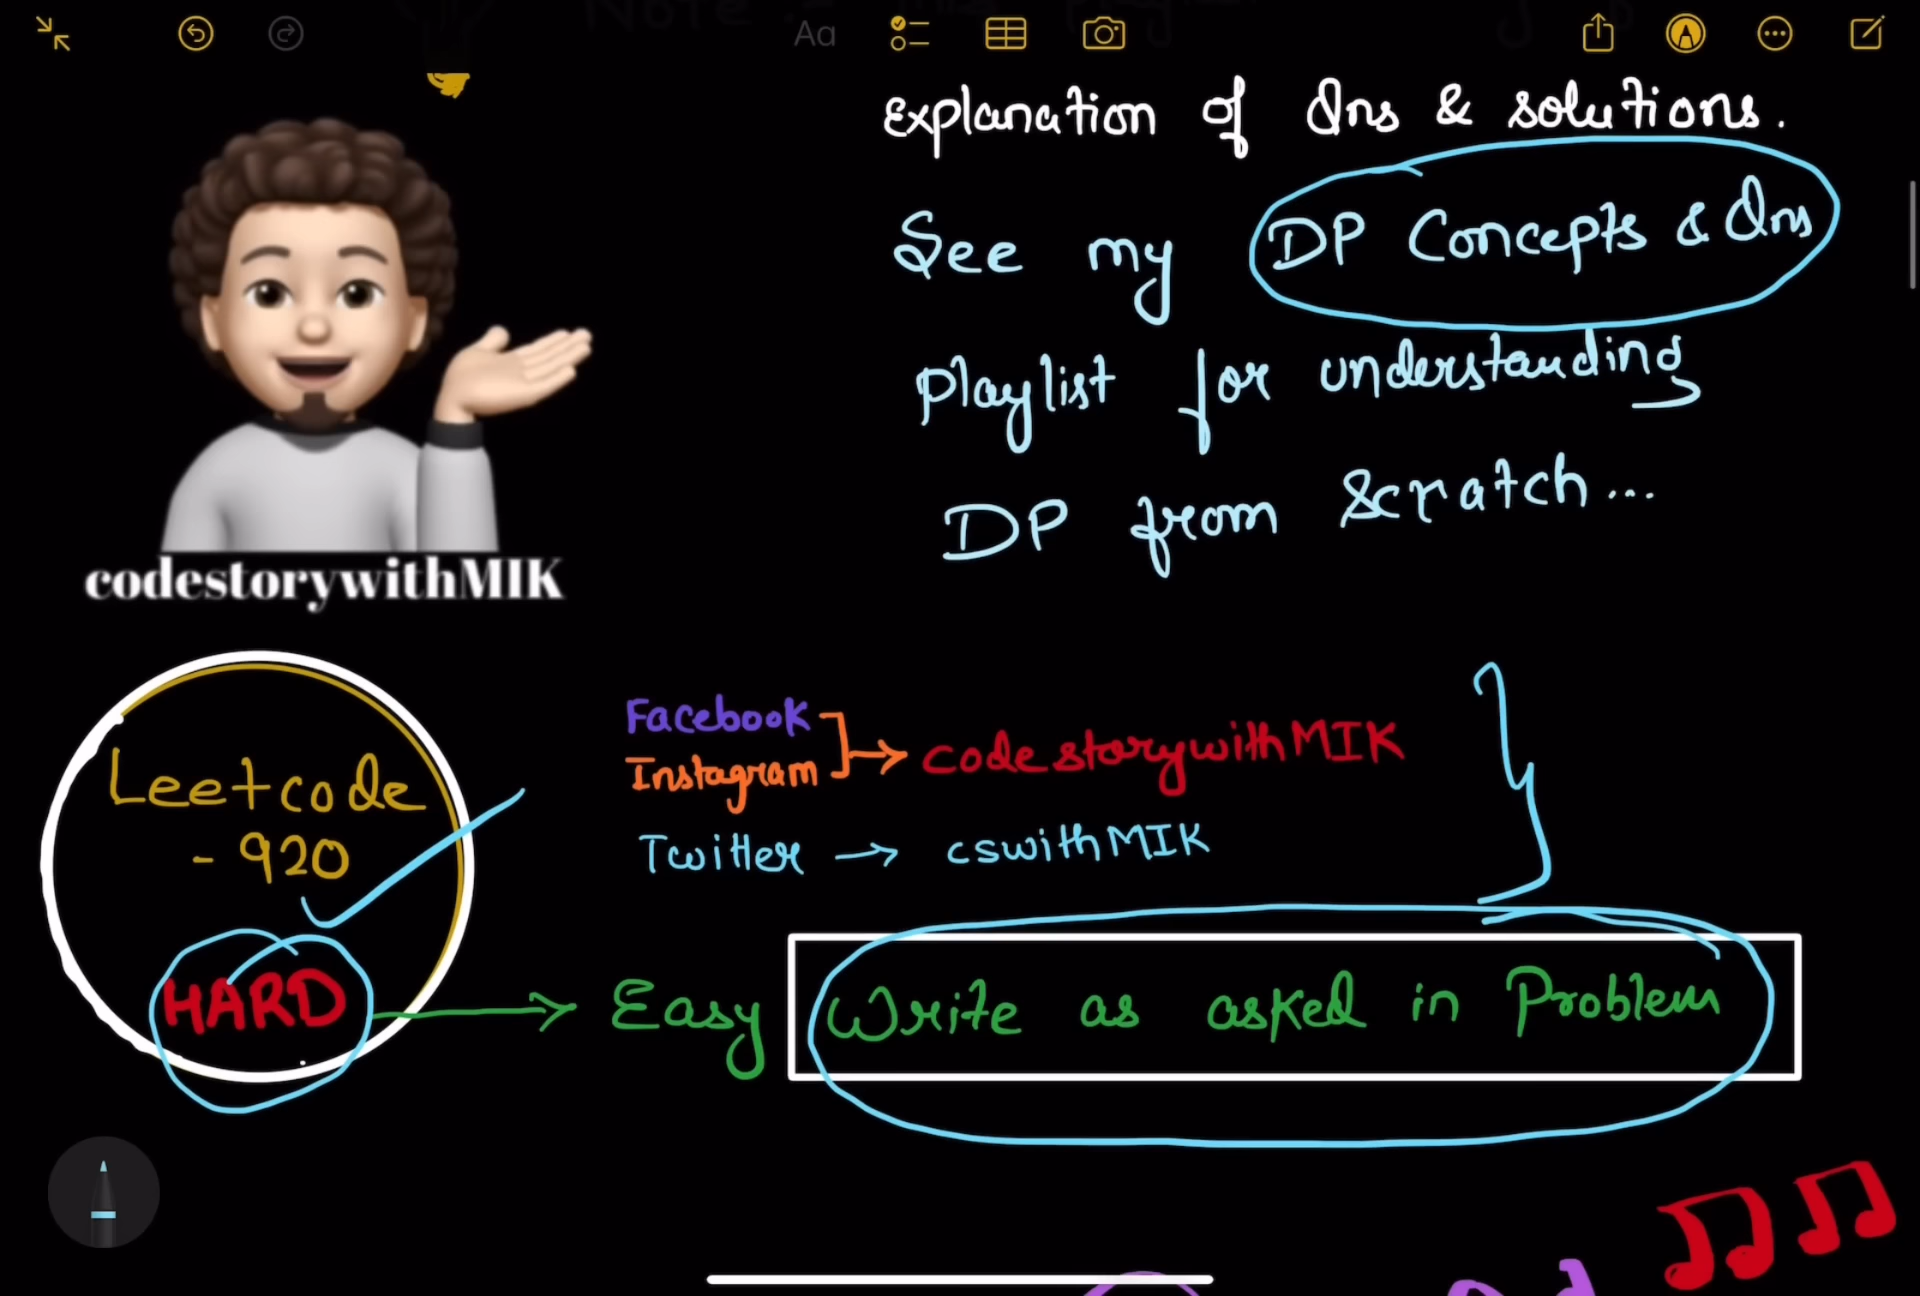 Aa
Explanation of Qns & solutions.
See my DP Concepts & Qns
Playlist for understanding
DP from Scratch...
codestorywithMIK
Leetcode
- 920
HARD
Facebook
Instagram → codestorywithMIK
Twitter → cswithMIK
Easy Write as asked in Problem